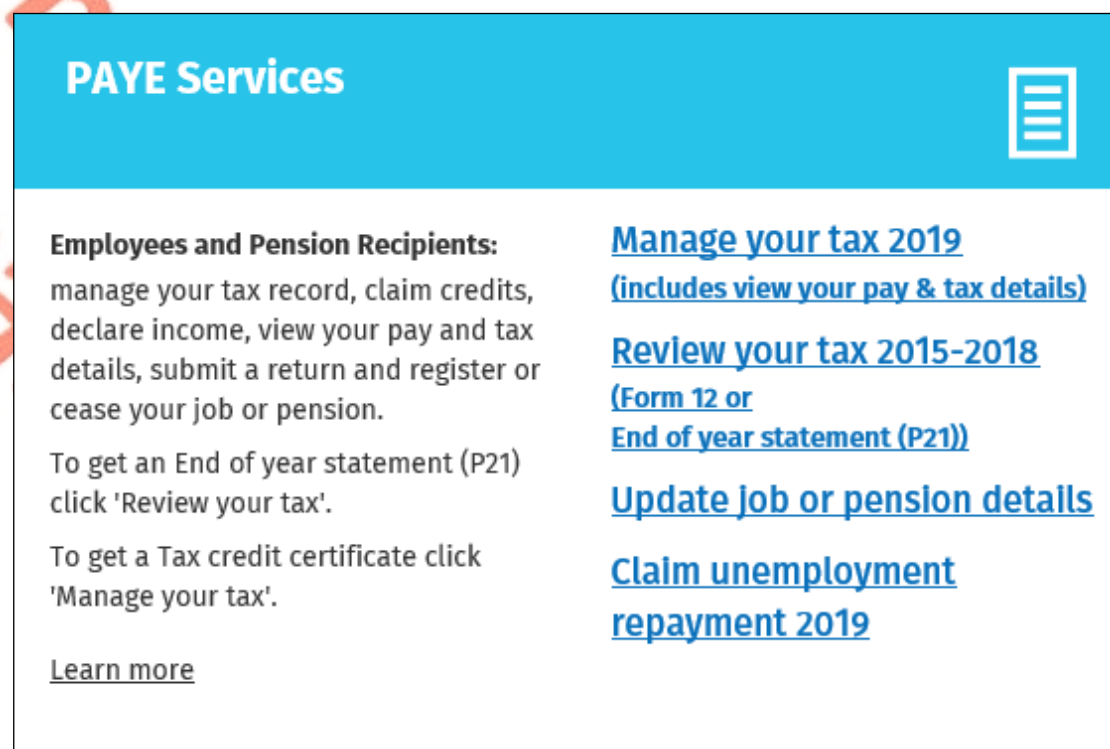 PAYE Services
Employees and Pension Recipients:
manage your tax record, claim credits,
declare income, view your pay and tax
details, submit a return and register or
cease your job or pension.
To get an End of year statement (P21)
click 'Review your tax'.
To get a Tax credit certificate click
'Manage your tax'.
Learn more
Manage your tax 2019
(includes view your pay & tax details)
Review your tax 2015-2018
(Form 12 or
End of year statement (P21))
Update job or pension details
Claim unemployment
repayment 2019